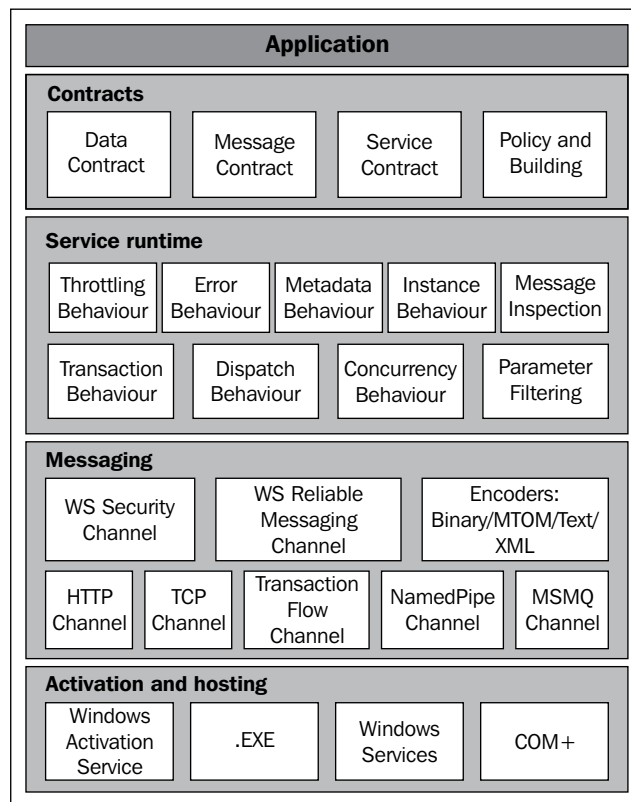 Application
Contracts
Data
Contract
Message
Contract
Service
Contract
Policy and
Building
Service runtime
Throttling
Behaviour
Error
Behaviour
Metadata
Behaviour
Instance
Behaviour
Message
Inspection
Transaction
Behaviour
Dispatch
Behaviour
Concurrency
Behaviour
Parameter
Filtering
Messaging
WS Security
Channel
WS Reliable
Messaging
Channel
Encoders:
Binary/MTOM/Text/
XML
HTTP
Channel
TCP
Channel
Transaction
Flow
Channel
NamedPipe
Channel
MSMQ
Channel
Activation and hosting
Windows
Activation
Service
.EXE
Windows
Services
COM+